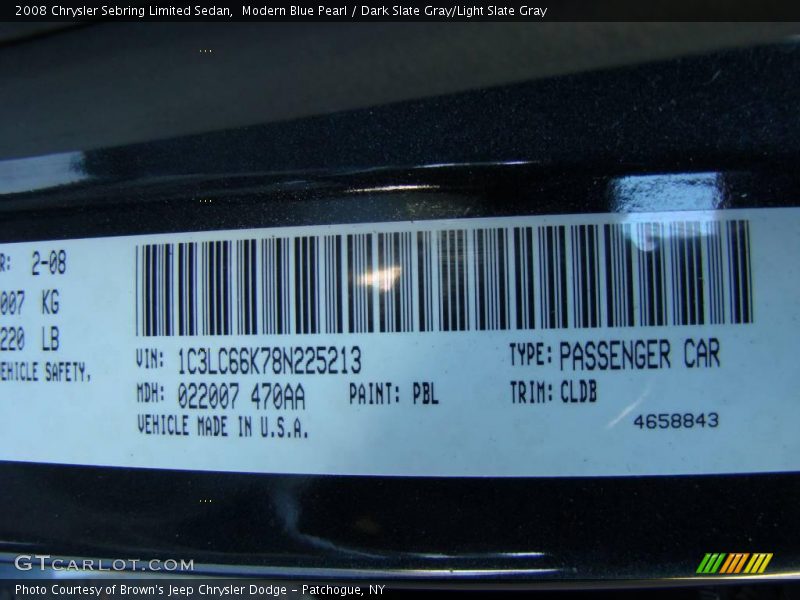 2008 Chrysler Sebring Limited Sedan, Modern Blue Pearl / Dark Slate Gray/Light Slate Gray
R: 2-08
007 KG
220 LB
EHICLE SAFETY,
VIN: 1C3LC66K78N225213 TYPE: PASSENGER CAR
MDH: 022007 470AA PAINT: PBL TRIM: CLDB
VEHICLE MADE IN U.S.A. 4658843
GTCARLOT.COM
Photo Courtesy of Brown's Jeep Chrysler Dodge - Patchogue, NY